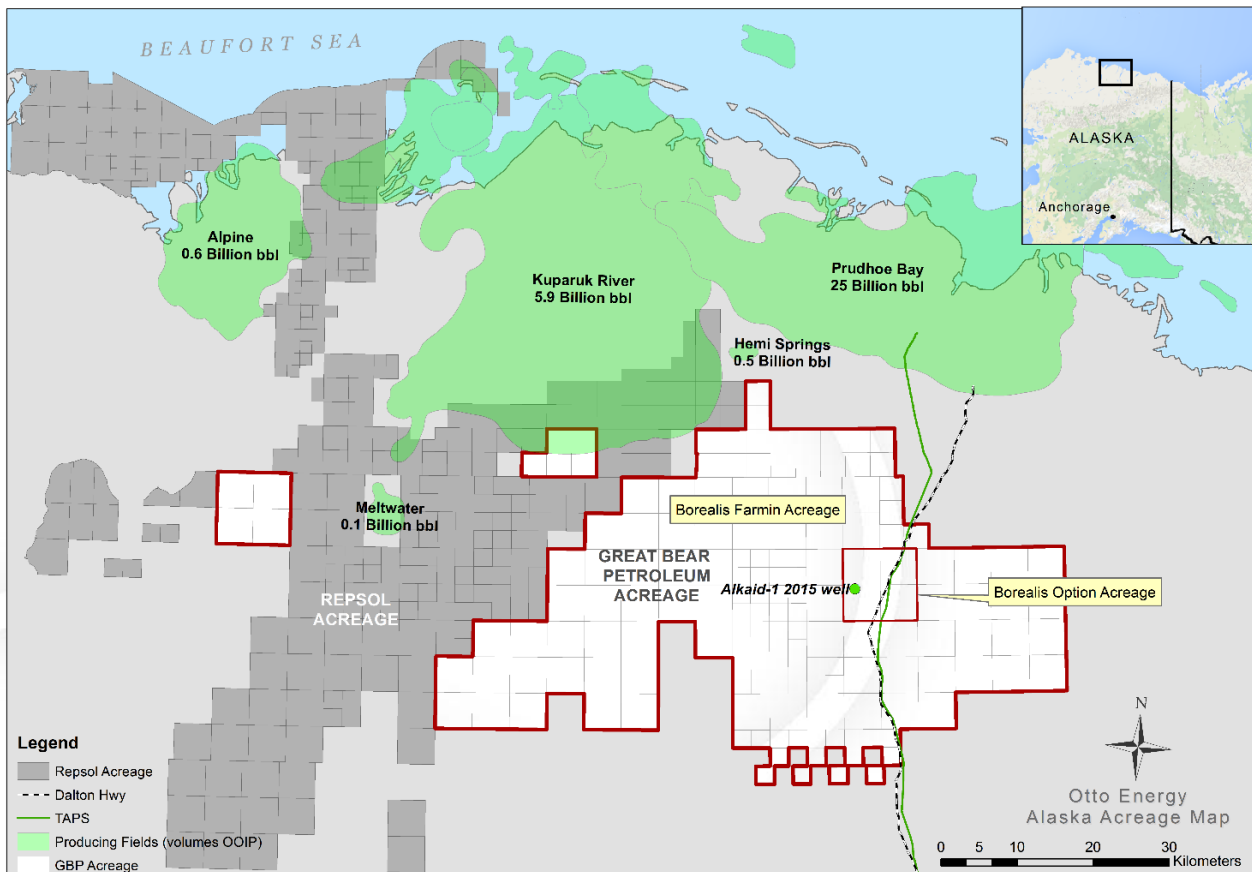 BEAUFORT SEA
ALASKA
Anchorage
Alpine
0.6 Billion bbl
Kuparuk River
5.9 Billion bbl
Prudhoe Bay
25 Billion bbl
Hemi Springs
0.5 Billion bbl
Meltwater
0.1 Billion bbl
Borealis Farmin Acreage
GREAT BEAR
PETROLEUM
ACREAGE
Alkaid-1 2015 well
Borealis Option Acreage
REPSOL
ACREAGE
Legend
Repsol Acreage
Dalton Hwy
TAPS
Producing Fields (volumes OOIP)
GBP Acreage
N
Otto Energy
Alaska Acreage Map
0 5 10 20 30
Kilometers